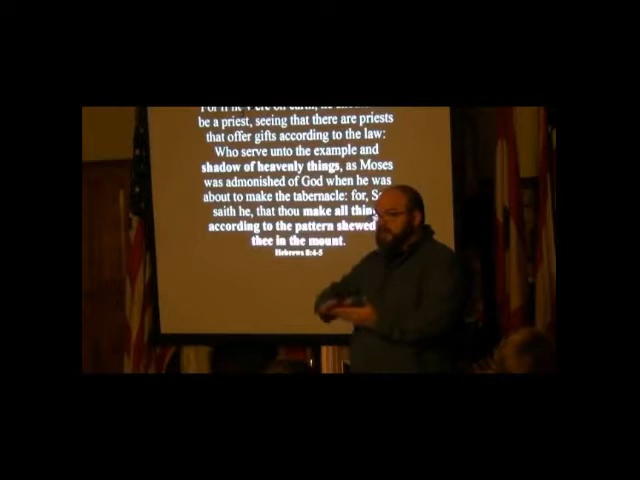 be a priest, seeing that there are priests
that offer gifts according to the law:
Who serve unto the example and
shadow of heavenly things, as Moses
was admonished of God when he was
about to make the tabernacle: for, S
saith he, that thou make all thin
according to the pattern shewed
thee in the mount.
Hebrews 8:4-5